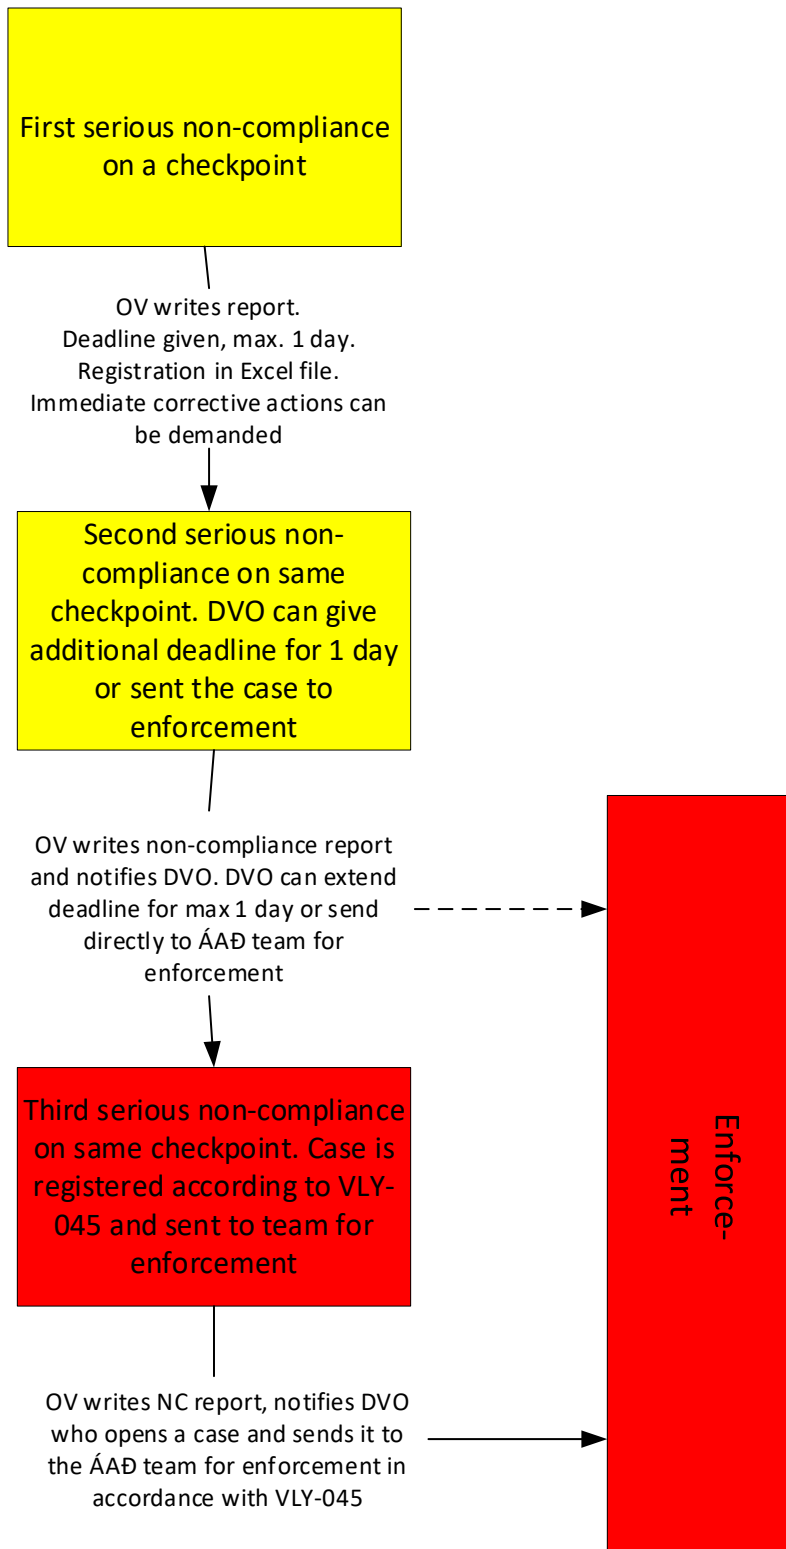 First serious non-compliance
on a checkpoint
OV writes report.
Deadline given, max. 1 day.
Registration in Excel file.
Immediate corrective actions can
be demanded
Second serious non-
compliance on same
checkpoint. DVO can give
additional deadline for 1 day
or sent the case to
enforcement
OV writes non-compliance report
and notifies DVO. DVO can extend
deadline for max 1 day or send
directly to ÁAÐ team for
enforcement
Third serious non-compliance
on same checkpoint. Case is
registered according to VLY-
045 and sent to team for
enforcement
OV writes NC report, notifies DVO
who opens a case and sends it to
the ÁAÐ team for enforcement in
accordance with VLY-045
Enforce-
ment